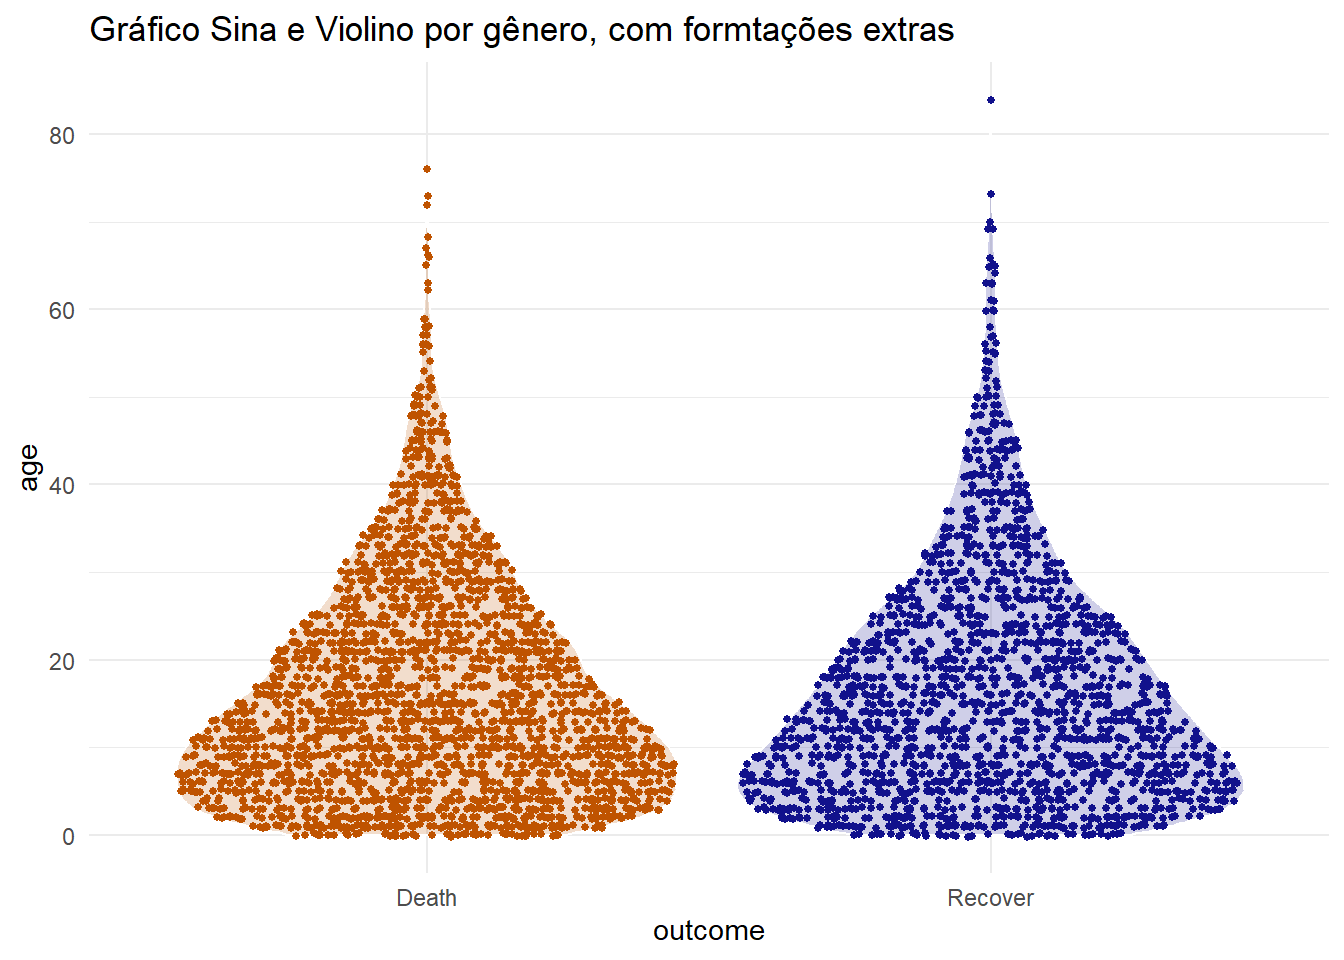 Gráfico Sina e Violino por gênero, com formtações extras
80
60
40
20
0
age
Death
Recover
outcome